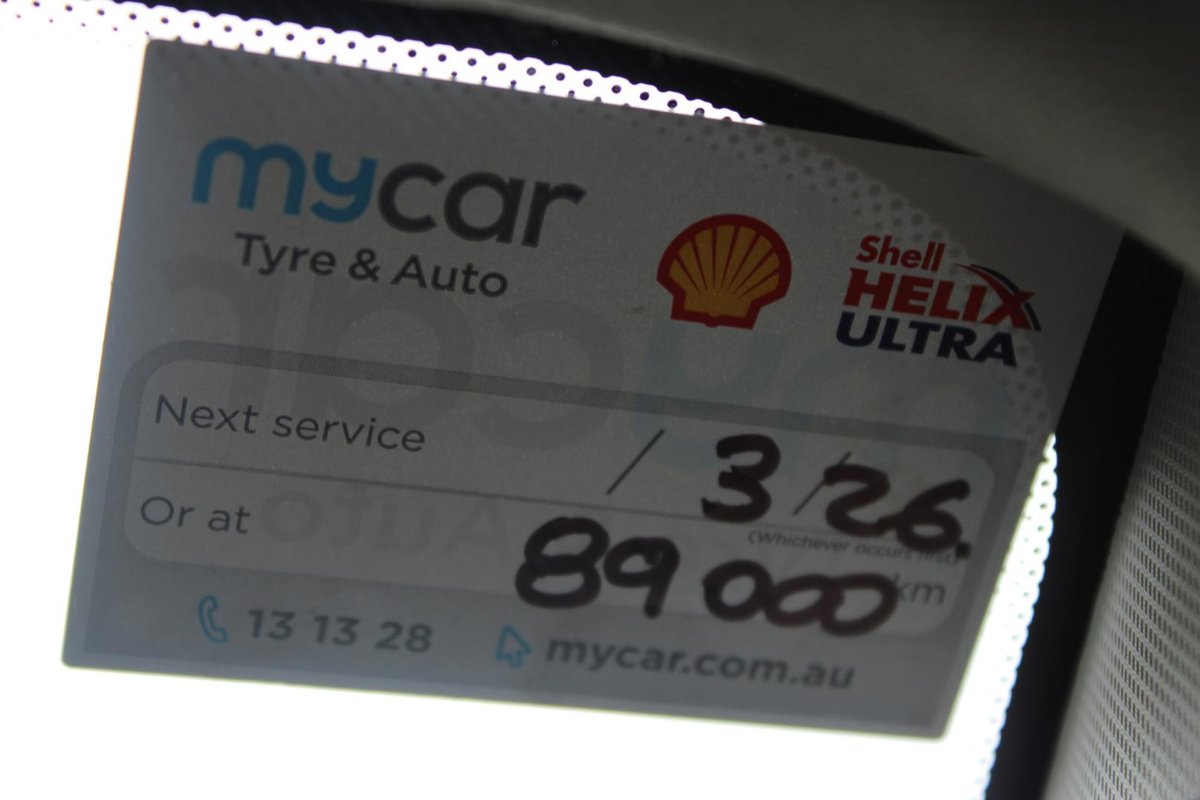 mycar
Tyre & Auto
Shell
HELIX
ULTRA
Next service / 3/26.
(Whichever occurs first)
Or at 89 000 km
13 13 28 mycar.com.au